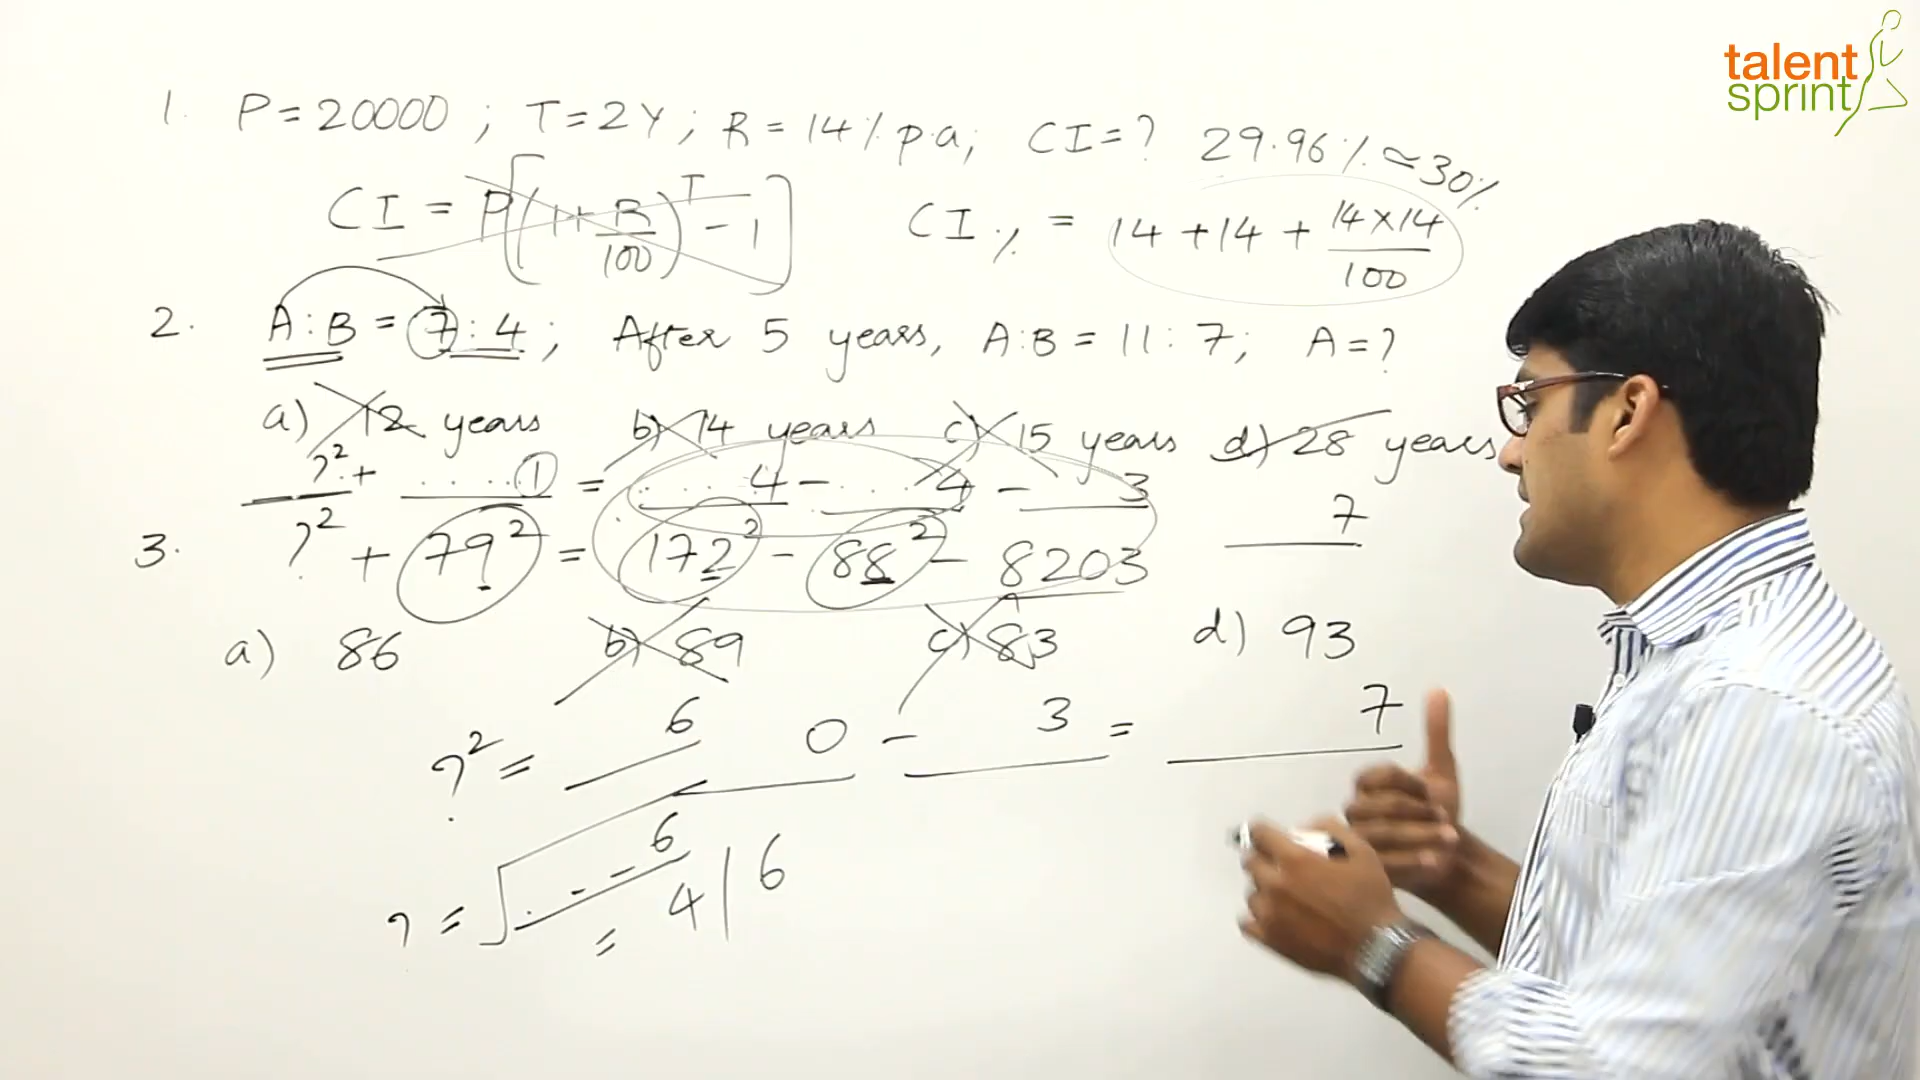 talent
sprint
1. P = 20000 ; T = 2Y ; R = 14% p.a; CI = ? 29.96% ≃ 30%
CI = P[(1 + R/100)^T - 1] CI% = 14 + 14 + 14×14/100
2. A : B = 7 : 4 ; After 5 years, A : B = 11 : 7; A = ?
a) 12 years b) 14 years c) 15 years d) 28 years
?² + ....① = ...4 - ...4 - 3 7
3. ?² + 79² = 172² - 88² - 8203
a) 86 b) 89 c) 83 d) 93
?² = 6 0 - 3 = 7
? = √...6
= 4 | 6